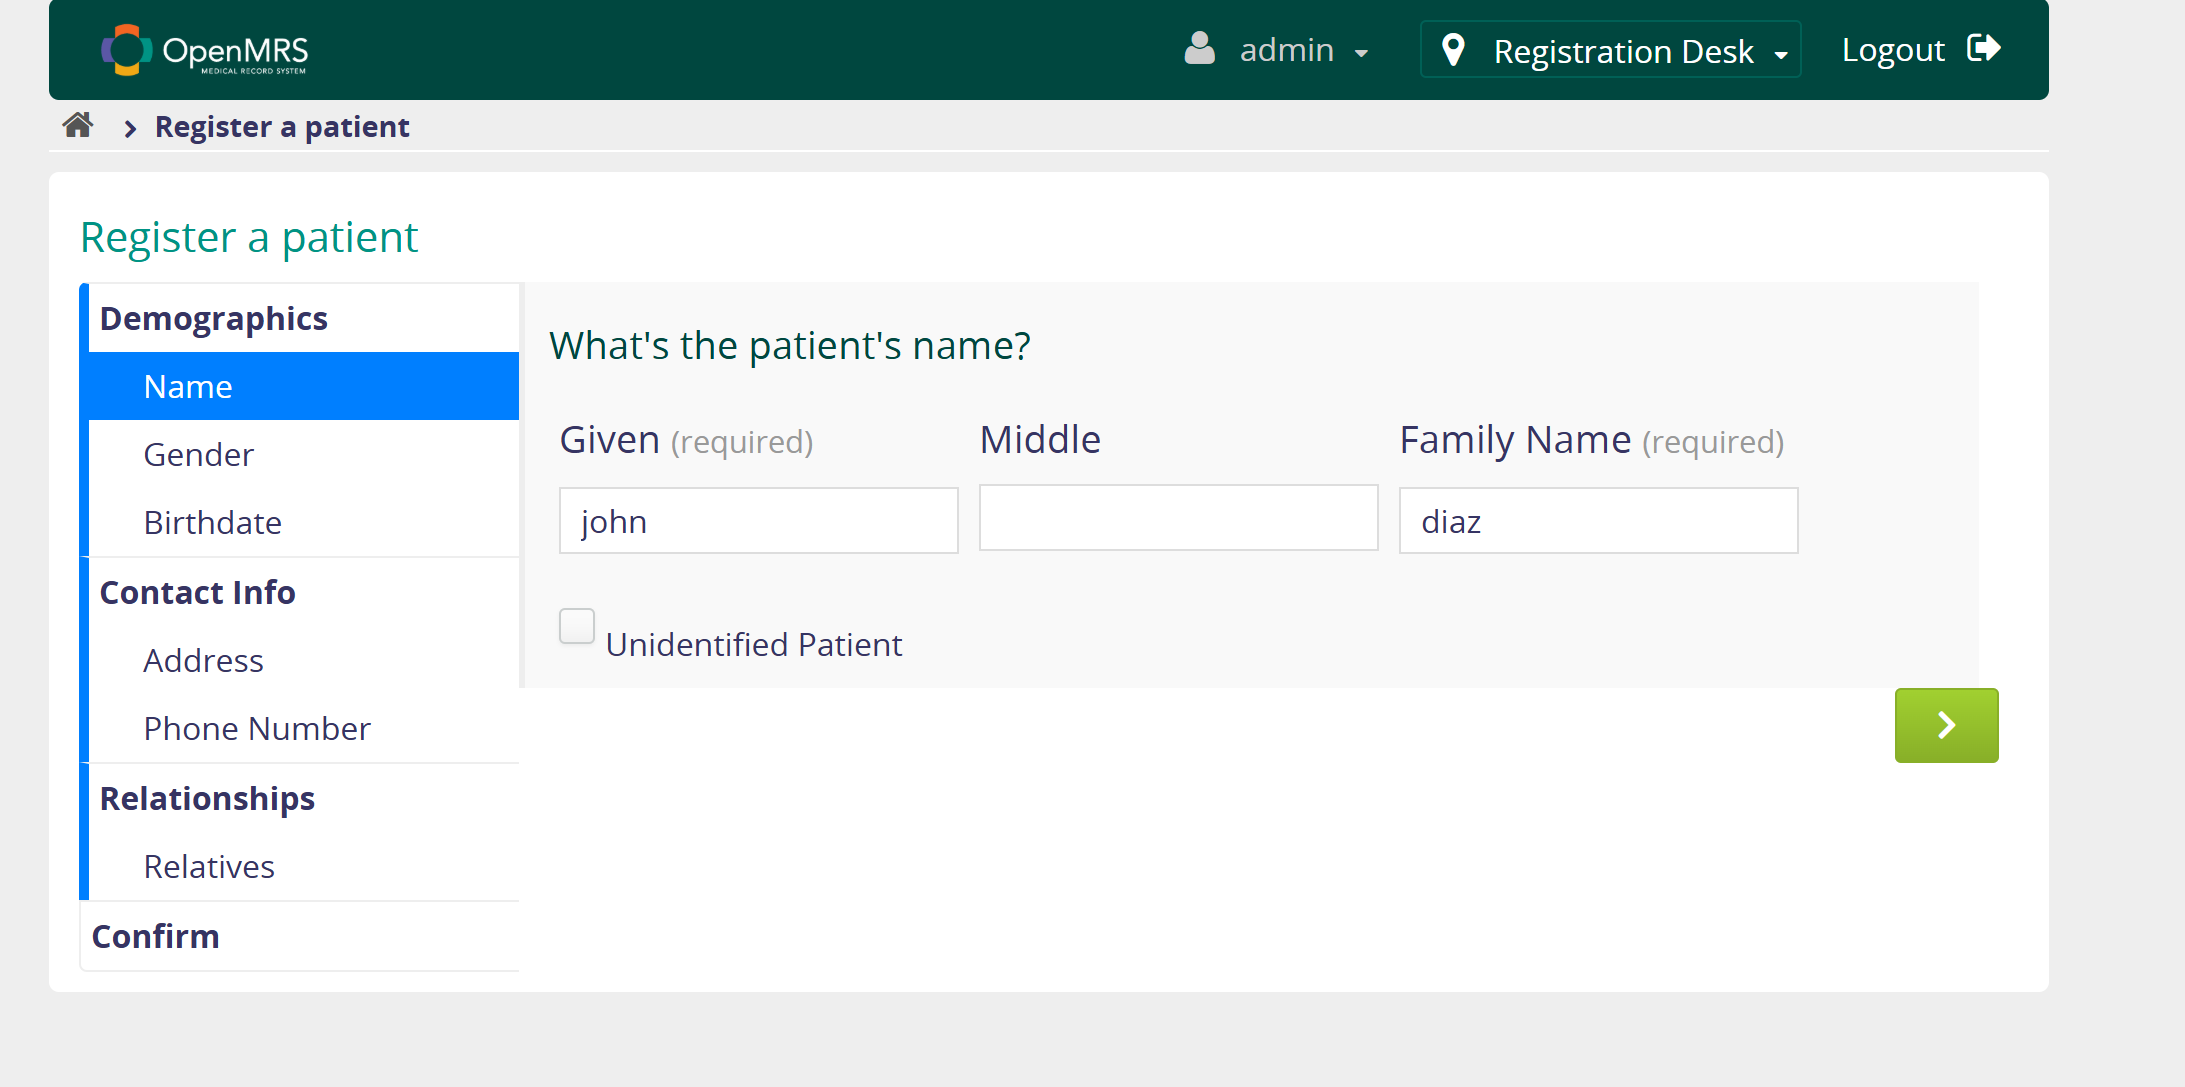 OpenMRS
MEDICAL RECORD SYSTEM
admin
Registration Desk
Logout
Register a patient
Register a patient
Demographics
Name
Gender
Birthdate
Contact Info
Address
Phone Number
Relationships
Relatives
Confirm
What's the patient's name?
Given (required) Middle Family Name (required)
john diaz
Unidentified Patient